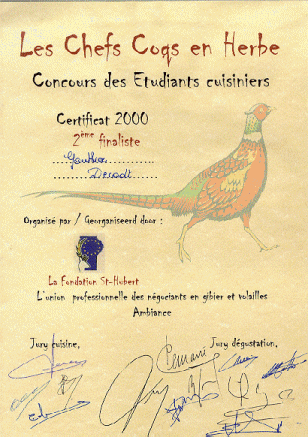 Les Chefs Coqs en Herbe
Concours des Etudiants cuisiniers
Certificat 2000
2ème finaliste
Gauthier
Organisé par / Georganiseerd door :
La Fondation St-Hubert
L'union professionnelle des négociants en gibier et volailles
Ambiance
Jury cuisine, Jury dégustation,